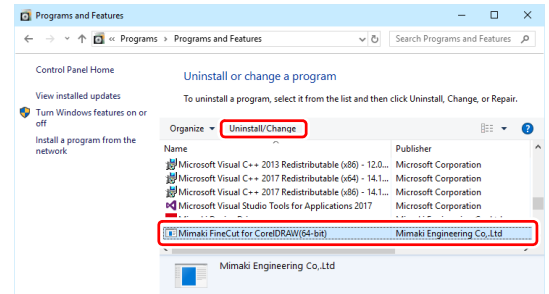 Programs and Features
« Programs > Programs and Features
Search Programs and Features
Control Panel Home
View installed updates
Turn Windows features on or off
Install a program from the network
Uninstall or change a program
To uninstall a program, select it from the list and then click Uninstall, Change, or Repair.
Organize Uninstall/Change
Name Publisher
Microsoft Visual C++ 2013 Redistributable (x86) - 12.0... Microsoft Corporation
Microsoft Visual C++ 2017 Redistributable (x64) - 14.1... Microsoft Corporation
Microsoft Visual C++ 2017 Redistributable (x86) - 14.1... Microsoft Corporation
Microsoft Visual Studio Tools for Applications 2017 Microsoft Corporation
Mimaki FineCut for CorelDRAW(64-bit) Mimaki Engineering Co,.Ltd
Mimaki Engineering Co,.Ltd